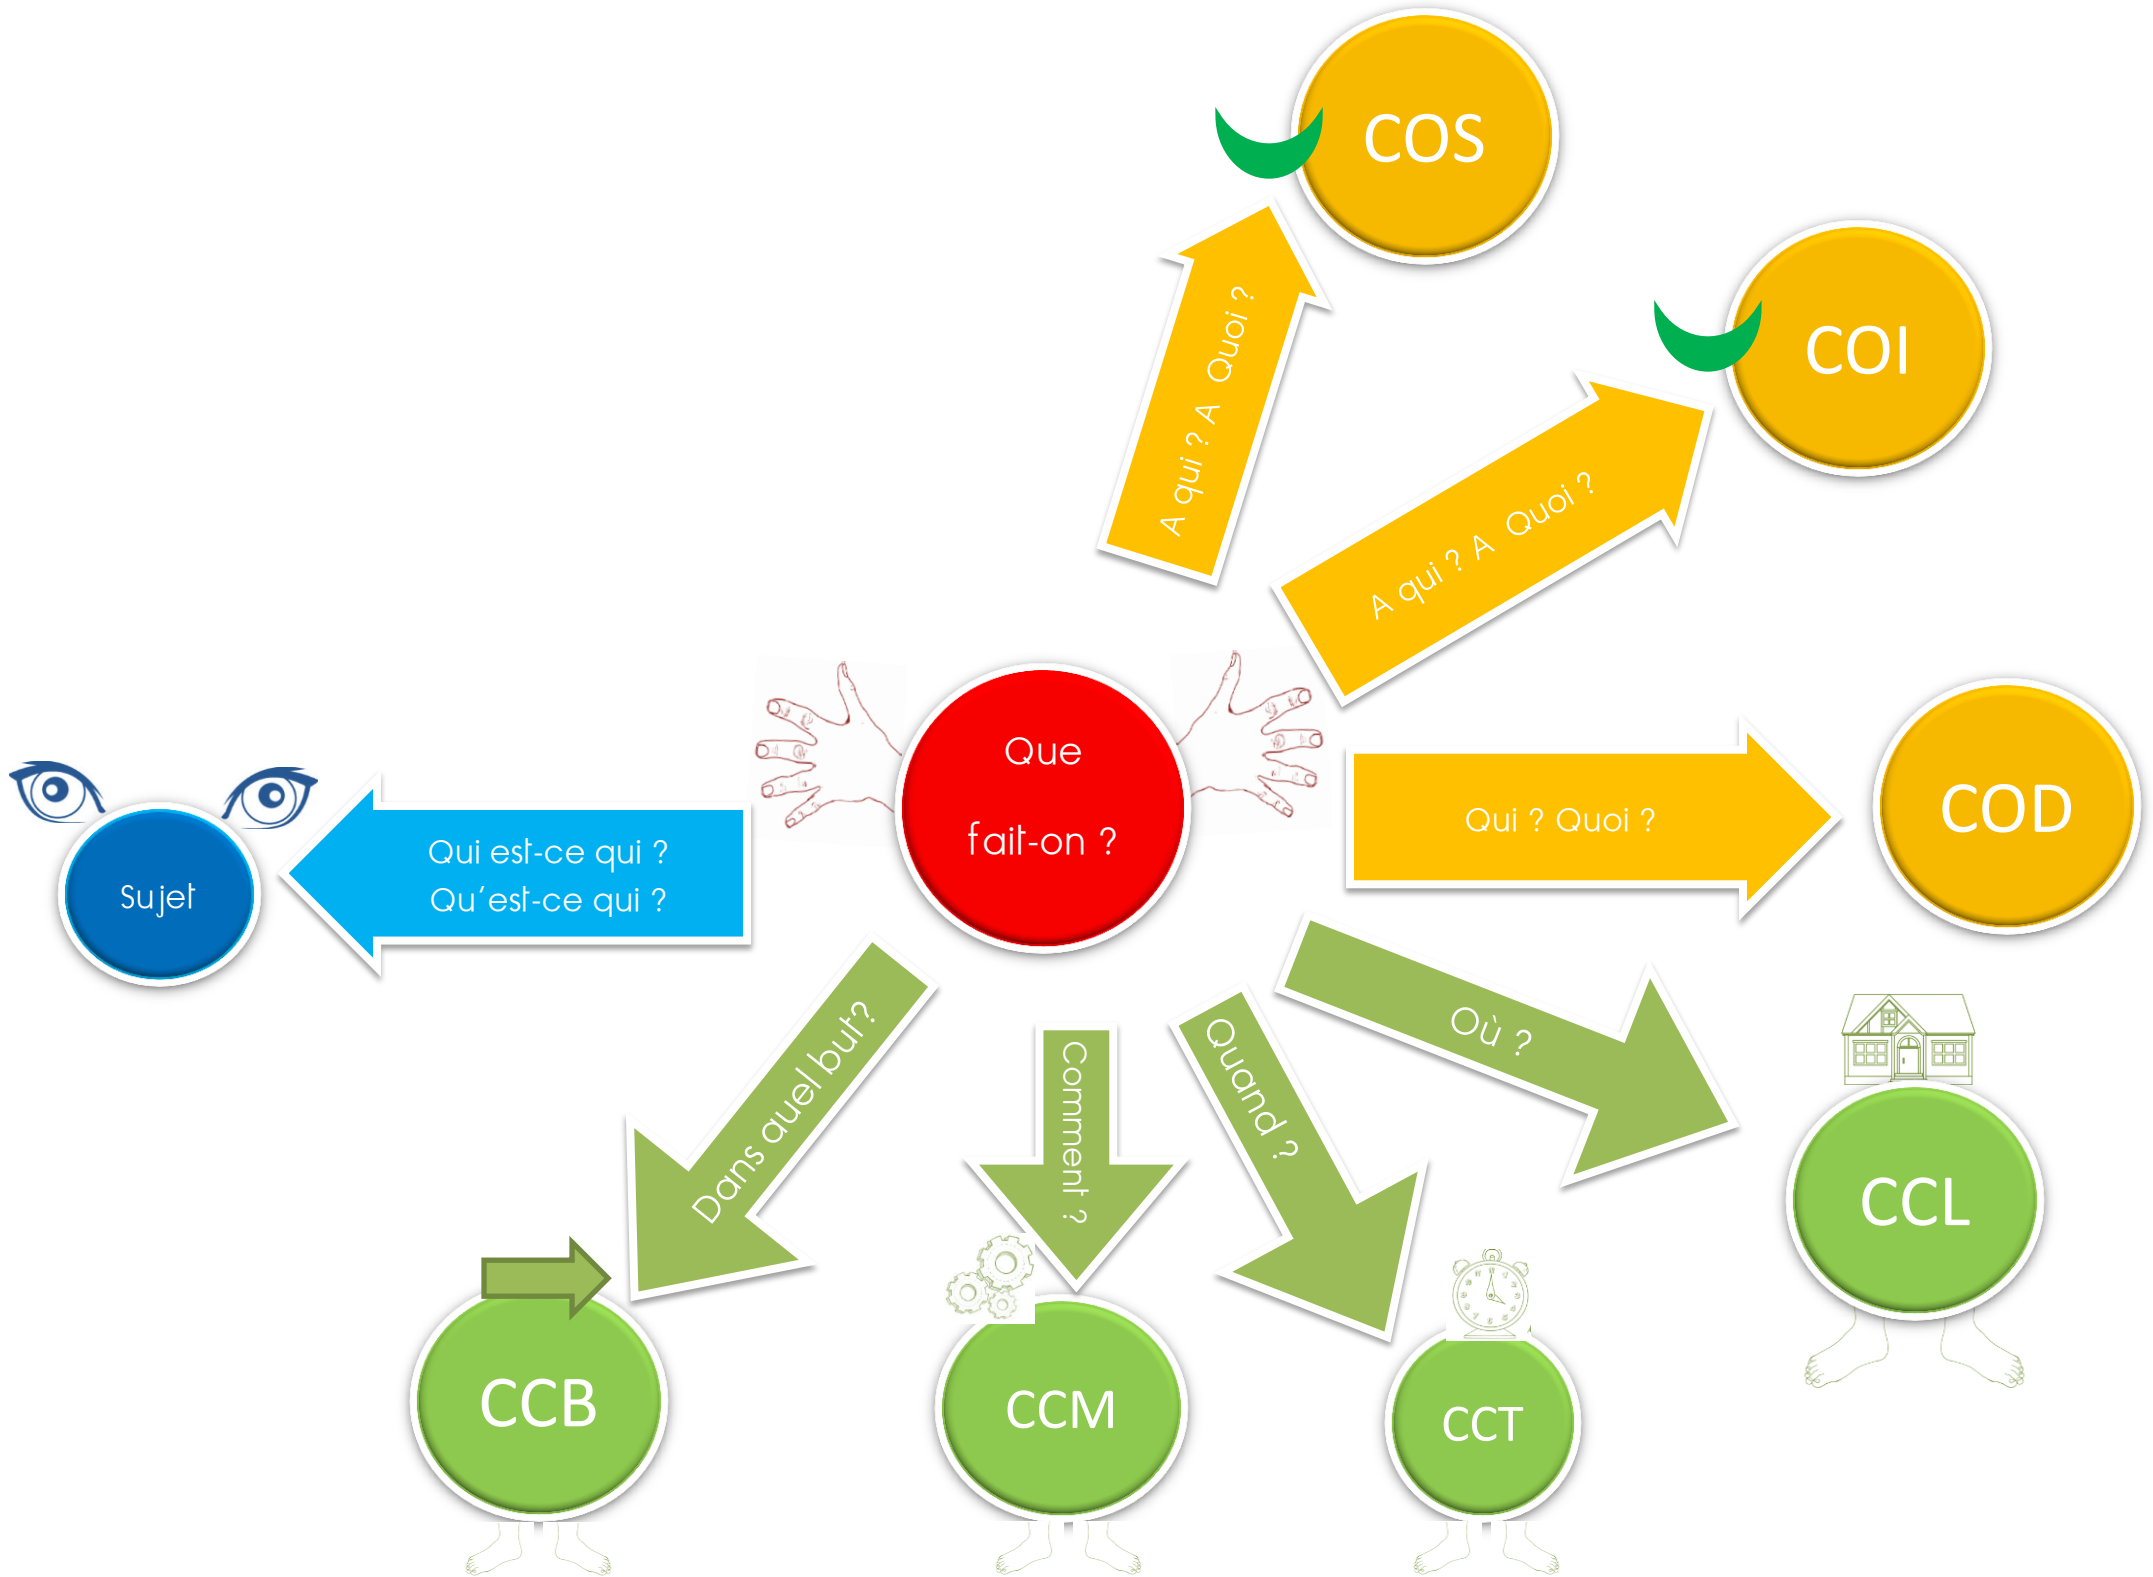 COS
A qui ? A Quoi ?
COI
A qui ? A Quoi ?
Que
fait-on ?
Qui ? Quoi ?
COD
Qui est-ce qui ?
Qu'est-ce qui ?
Sujet
Dans quel but?
Comment ?
Quand ?
Où ?
CCL
CCB
CCM
CCT